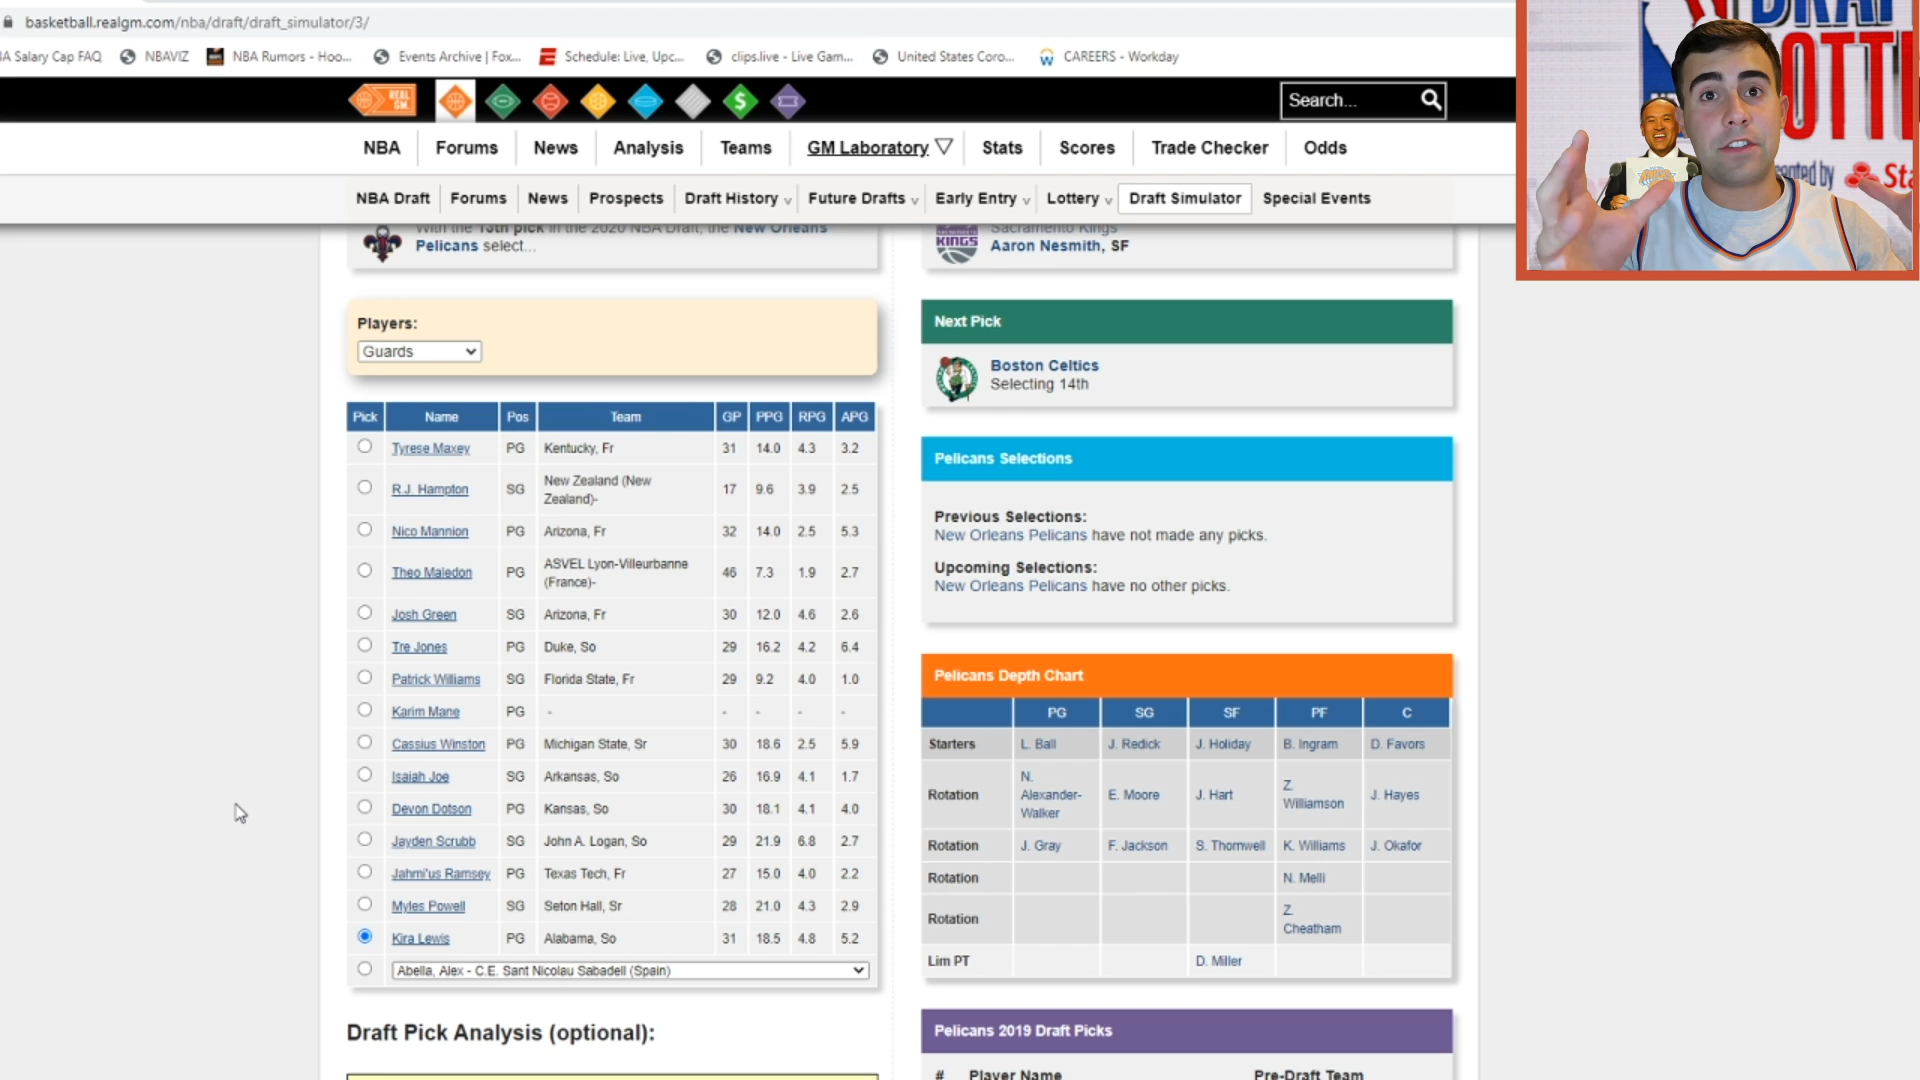 basketball.realgm.com/nba/draft/draft_simulator/3/
A Salary Cap FAQ NBAVIZ NBA Rumors - Hoo... Events Archive | Fox... Schedule: Live, Upc... clips.live - Live Gam... United States Coro... CAREERS - Workday
REAL GM. Search...
NBA Forums News Analysis Teams GM Laboratory Stats Scores Trade Checker Odds
NBA Draft Forums News Prospects Draft History Future Drafts Early Entry Lottery Draft Simulator Special Events
With the 13th pick in the 2020 NBA Draft, the New Orleans
Pelicans select...
KINGS
Sacramento Kings
Aaron Nesmith, SF
Players:
Guards
Pick Name Pos Team GP PPG RPG APG
Tyrese Maxey PG Kentucky, Fr 31 14.0 4.3 3.2
R.J. Hampton SG New Zealand (New Zealand)- 17 9.6 3.9 2.5
Nico Mannion PG Arizona, Fr 32 14.0 2.5 5.3
Theo Maledon PG ASVEL Lyon-Villeurbanne (France)- 46 7.3 1.9 2.7
Josh Green SG Arizona, Fr 30 12.0 4.6 2.6
Tre Jones PG Duke, So 29 16.2 4.2 6.4
Patrick Williams SG Florida State, Fr 29 9.2 4.0 1.0
Karim Mane PG - - - - -
Cassius Winston PG Michigan State, Sr 30 18.6 2.5 5.9
Isaiah Joe SG Arkansas, So 26 16.9 4.1 1.7
Devon Dotson PG Kansas, So 30 18.1 4.1 4.0
Jayden Scrubb SG John A. Logan, So 29 21.9 6.8 2.7
Jahmi'us Ramsey PG Texas Tech, Fr 27 15.0 4.0 2.2
Myles Powell SG Seton Hall, Sr 28 21.0 4.3 2.9
Kira Lewis PG Alabama, So 31 18.5 4.8 5.2
Abella, Alex - C.E. Sant Nicolau Sabadell (Spain)
Draft Pick Analysis (optional):
Next Pick
Boston Celtics
Selecting 14th
Pelicans Selections
Previous Selections:
New Orleans Pelicans have not made any picks.
Upcoming Selections:
New Orleans Pelicans have no other picks.
Pelicans Depth Chart
PG SG SF PF C
Starters L. Ball J. Redick J. Holiday B. Ingram D. Favors
Rotation N. Alexander-Walker E. Moore J. Hart Z. Williamson J. Hayes
Rotation J. Gray F. Jackson S. Thornwell K. Williams J. Okafor
Rotation N. Melli
Rotation Z. Cheatham
Lim PT D. Miller
Pelicans 2019 Draft Picks
# Player Name Pre-Draft Team